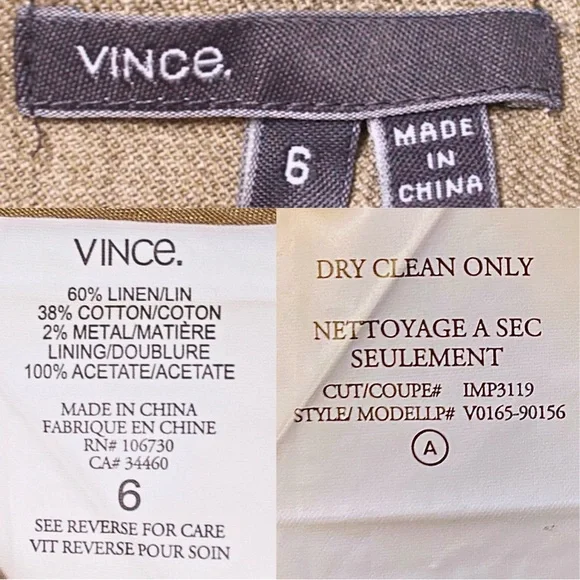 VINCE.
6
MADE
IN
CHINA
VINCE.
60% LINEN/LIN
38% COTTON/COTON
2% METAL/MATIÈRE
LINING/DOUBLURE
100% ACETATE/ACETATE
MADE IN CHINA
FABRIQUE EN CHINE
RN# 106730
CA# 34460
6
SEE REVERSE FOR CARE
VIT REVERSE POUR SOIN
DRY CLEAN ONLY
NETTOYAGE A SEC
SEULEMENT
CUT/COUPE# IMP3119
STYLE/ MODELLP# V0165-90156
A